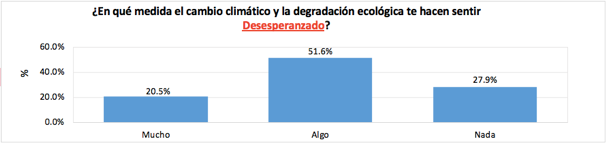 ¿En qué medida el cambio climático y la degradación ecológica te hacen sentir
Desesperanzado?
60.0%
51.6%
40.0%
%
27.9%
20.5%
20.0%
0.0%
Mucho Algo Nada